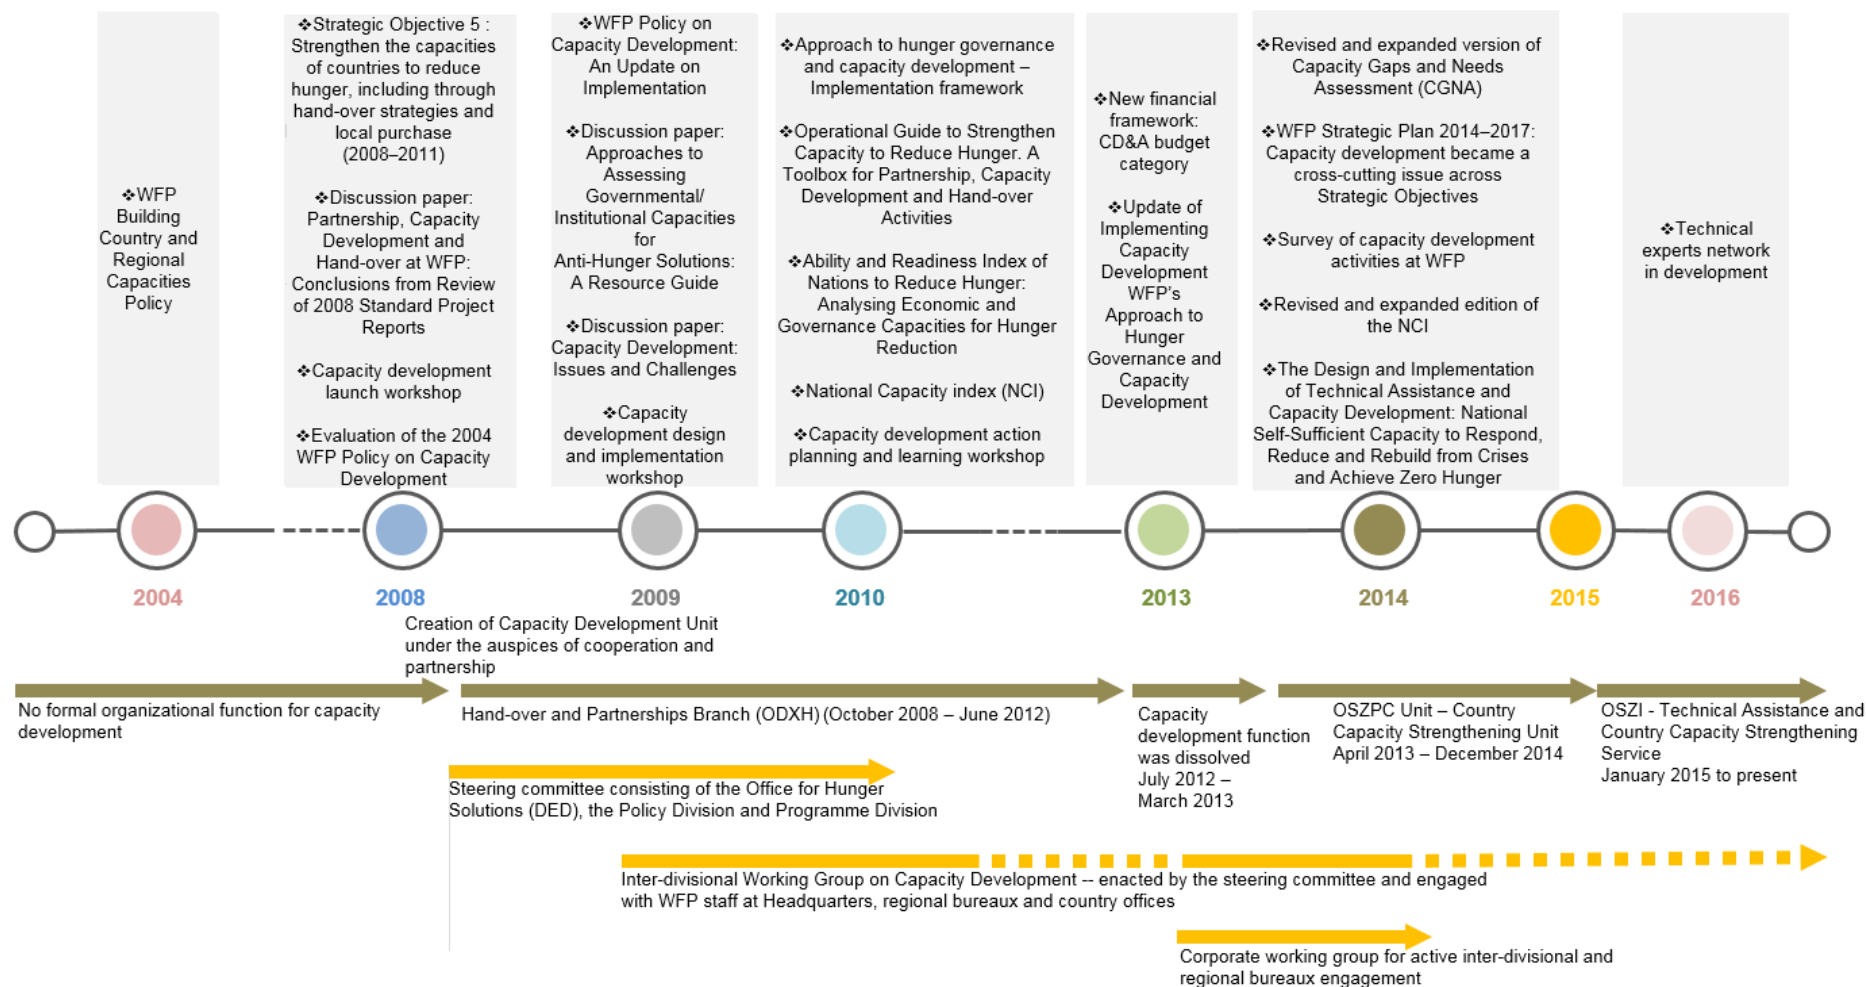 ❖WFP
Building
Country and
Regional
Capacities
Policy
❖Strategic Objective 5 :
Strengthen the capacities
of countries to reduce
hunger, including through
hand-over strategies and
local purchase
(2008–2011)
❖Discussion paper:
Partnership, Capacity
Development and
Hand-over at WFP:
Conclusions from Review
of 2008 Standard Project
Reports
❖Capacity development
launch workshop
❖Evaluation of the 2004
WFP Policy on Capacity
Development
❖WFP Policy on
Capacity Development:
An Update on
Implementation
❖Discussion paper:
Approaches to
Assessing
Governmental/
Institutional Capacities
for
Anti-Hunger Solutions:
A Resource Guide
❖Discussion paper:
Capacity Development:
Issues and Challenges
❖Capacity
development design
and implementation
workshop
❖Approach to hunger governance
and capacity development –
Implementation framework
❖Operational Guide to Strengthen
Capacity to Reduce Hunger. A
Toolbox for Partnership, Capacity
Development and Hand-over
Activities
❖Ability and Readiness Index of
Nations to Reduce Hunger:
Analysing Economic and
Governance Capacities for Hunger
Reduction
❖National Capacity index (NCI)
❖Capacity development action
planning and learning workshop
❖New financial
framework:
CD&A budget
category
❖Update of
Implementing
Capacity
Development
WFP's
Approach to
Hunger
Governance and
Capacity
Development
❖Revised and expanded version of
Capacity Gaps and Needs
Assessment (CGNA)
❖WFP Strategic Plan 2014–2017:
Capacity development became a
cross-cutting issue across
Strategic Objectives
❖Survey of capacity development
activities at WFP
❖Revised and expanded edition of
the NCI
❖The Design and Implementation
of Technical Assistance and
Capacity Development: National
Self-Sufficient Capacity to Respond,
Reduce and Rebuild from Crises
and Achieve Zero Hunger
❖Technical
experts network
in development
2004
2008
2009
2010
2013
2014
2015
2016
Creation of Capacity Development Unit
under the auspices of cooperation and
partnership
No formal organizational function for capacity
development
Hand-over and Partnerships Branch (ODXH) (October 2008 – June 2012)
Capacity
development function
was dissolved
July 2012 –
March 2013
OSZPC Unit – Country
Capacity Strengthening Unit
April 2013 – December 2014
OSZI - Technical Assistance and
Country Capacity Strengthening
Service
January 2015 to present
Steering committee consisting of the Office for Hunger
Solutions (DED), the Policy Division and Programme Division
Inter-divisional Working Group on Capacity Development -- enacted by the steering committee and engaged
with WFP staff at Headquarters, regional bureaux and country offices
Corporate working group for active inter-divisional and
regional bureaux engagement